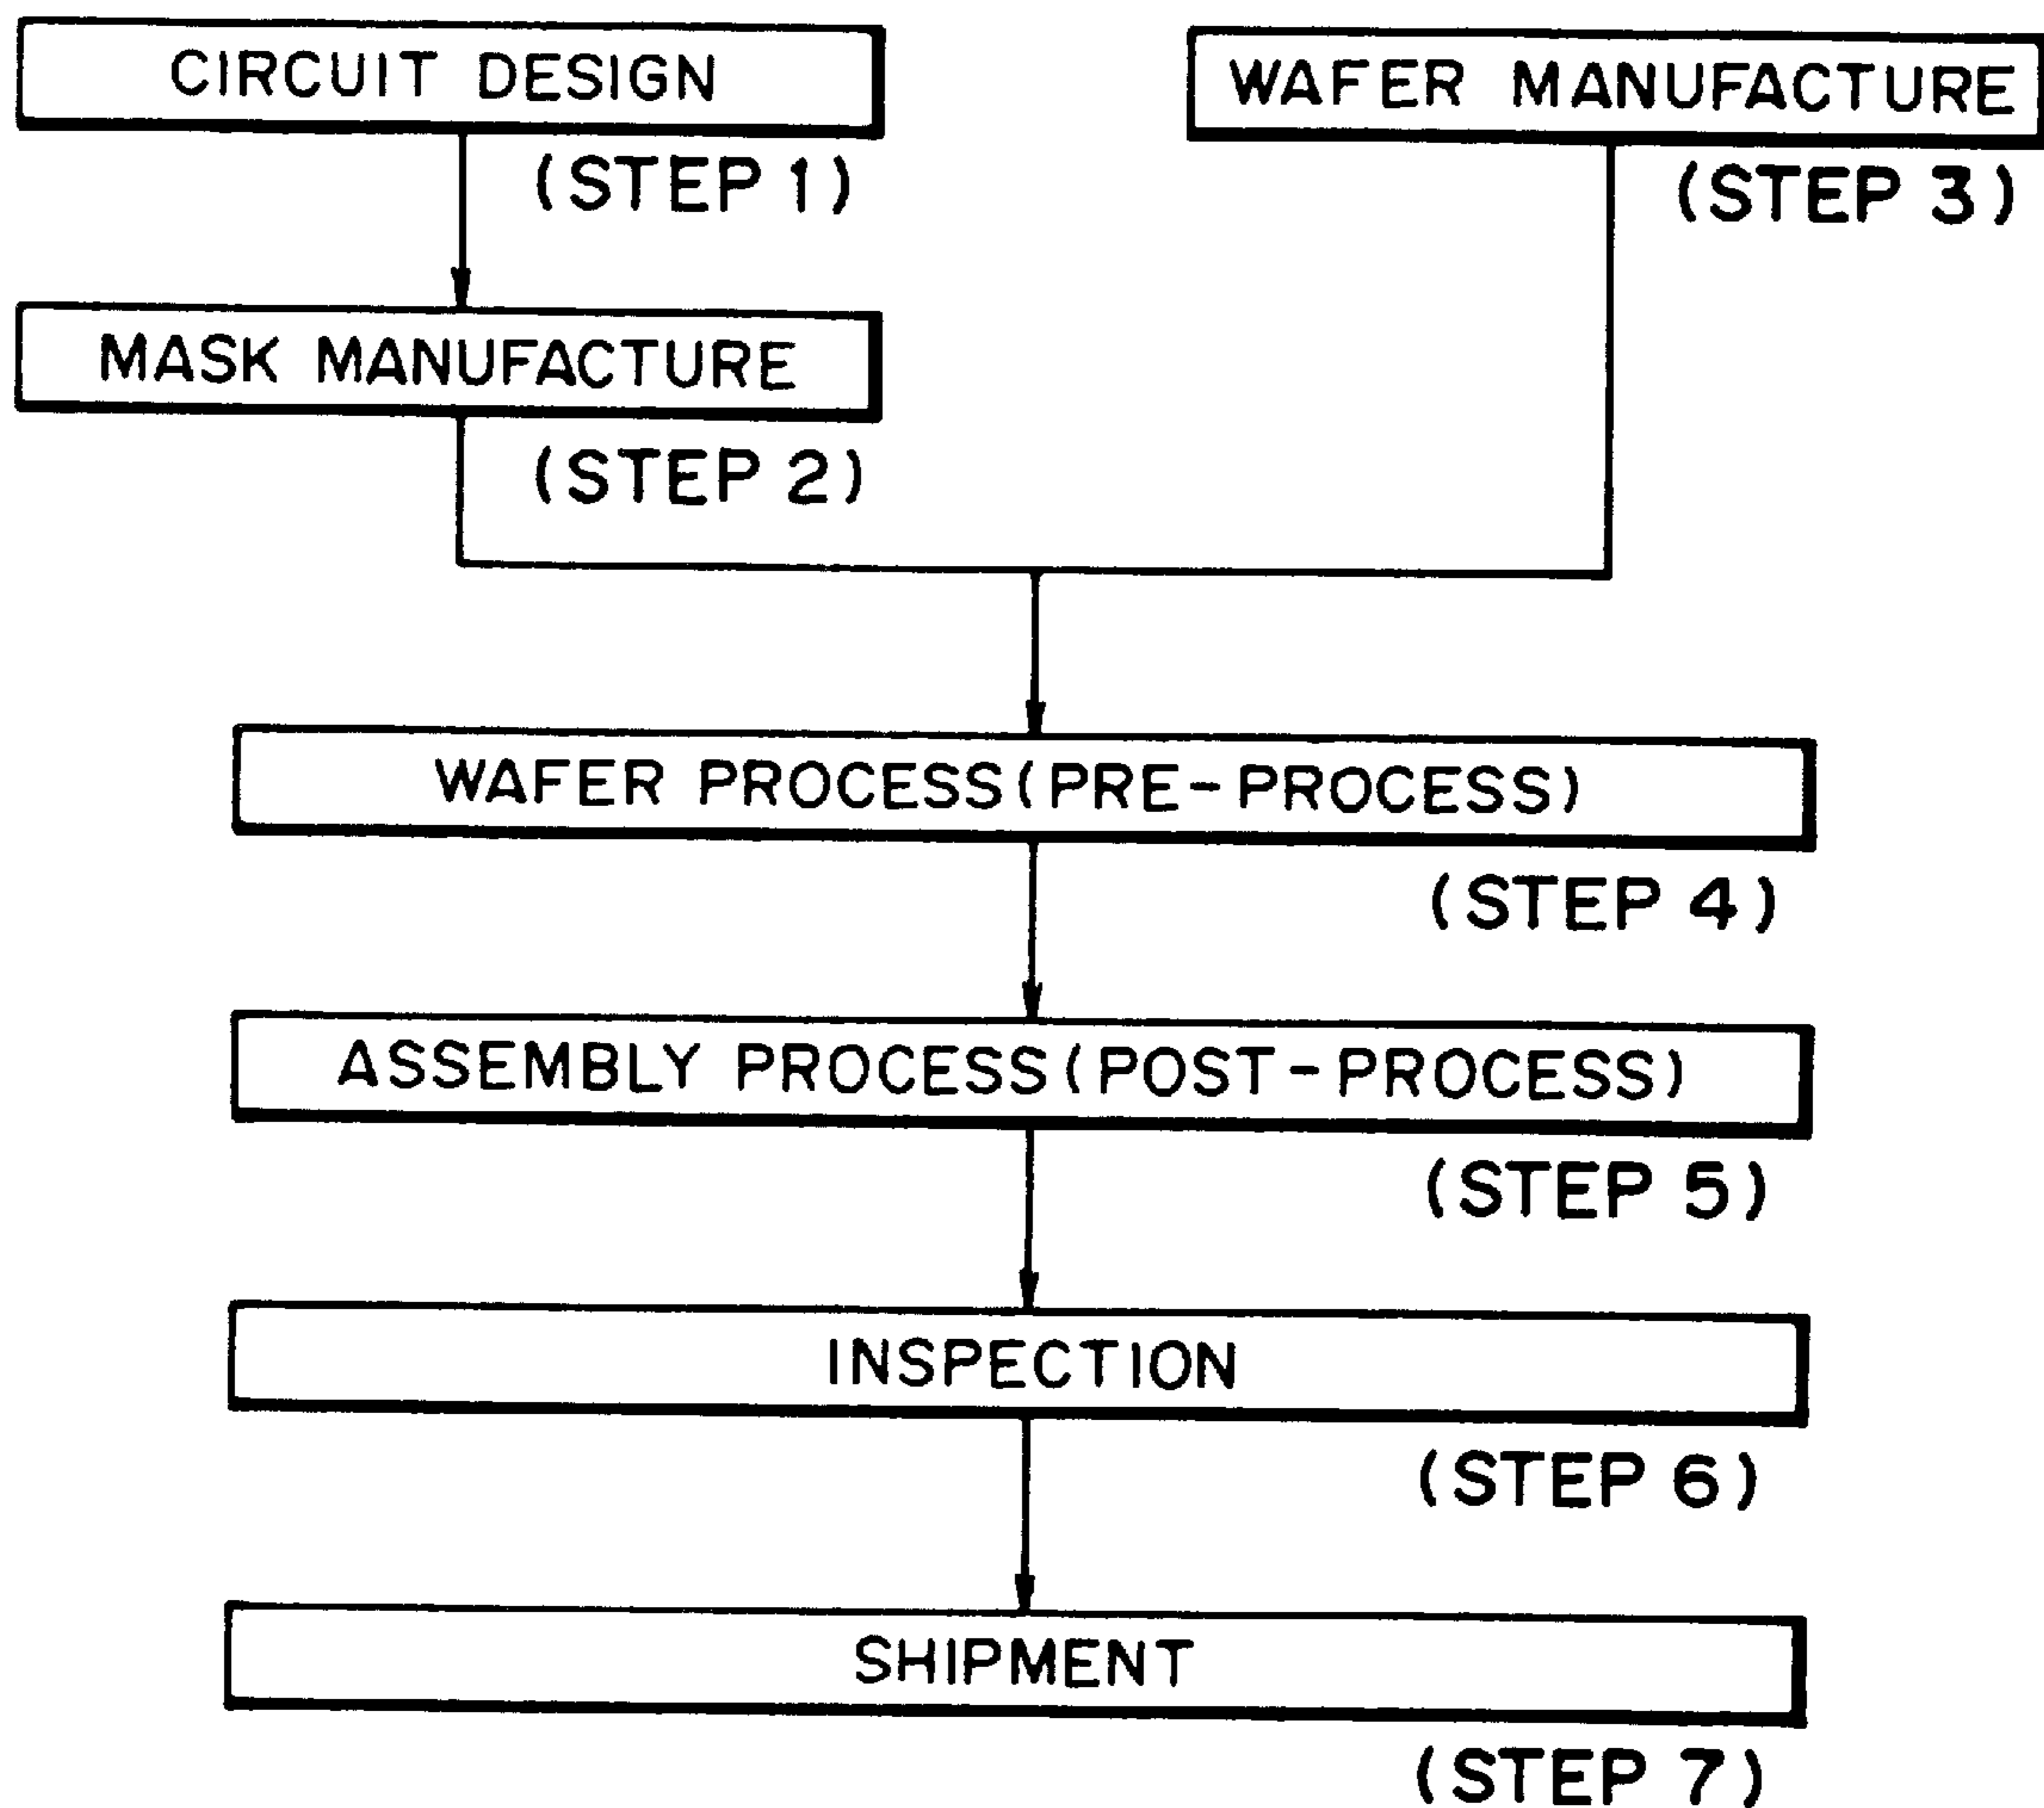 CIRCUIT DESIGN
(STEP 1)
WAFER MANUFACTURE
(STEP 3)
MASK MANUFACTURE
(STEP 2)
WAFER PROCESS(PRE-PROCESS)
(STEP 4)
ASSEMBLY PROCESS(POST-PROCESS)
(STEP 5)
INSPECTION
(STEP 6)
SHIPMENT
(STEP 7)